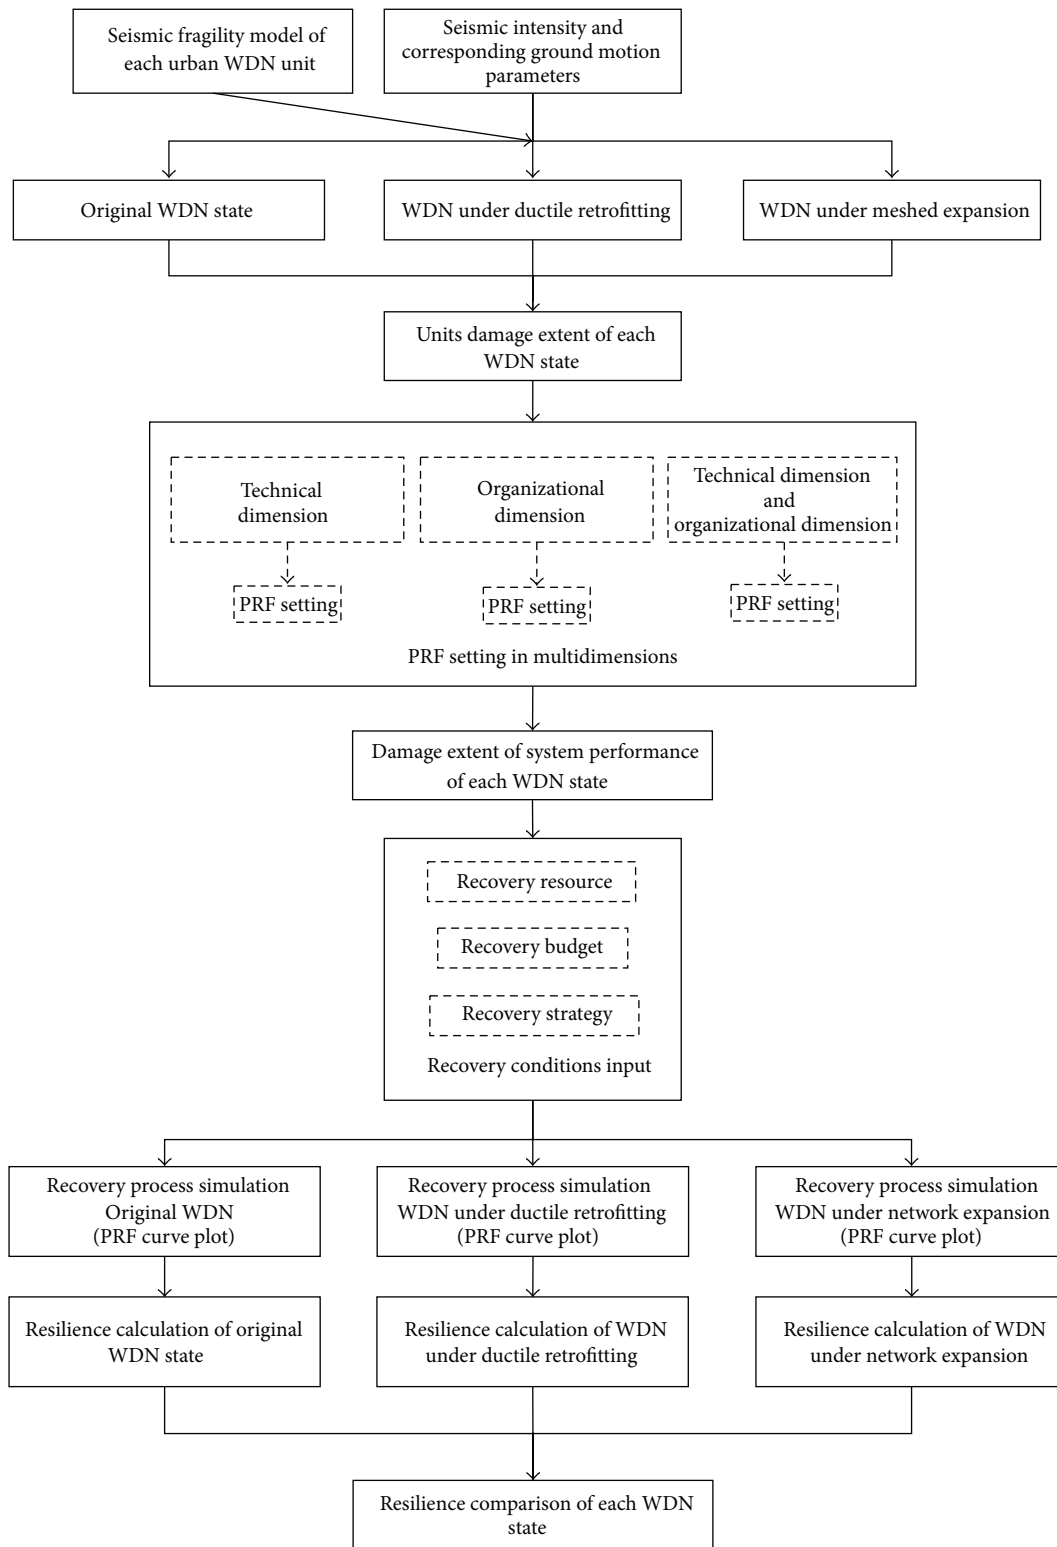 Seismic fragility model of
each urban WDN unit
Seismic intensity and
corresponding ground motion
parameters
Original WDN state
WDN under ductile retrofitting
WDN under meshed expansion
Units damage extent of each
WDN state
Technical
dimension
Organizational
dimension
Technical dimension
and
organizational dimension
PRF setting
PRF setting
PRF setting
PRF setting in multidimensions
Damage extent of system performance
of each WDN state
Recovery resource
Recovery budget
Recovery strategy
Recovery conditions input
Recovery process simulation
Original WDN
(PRF curve plot)
Recovery process simulation
WDN under ductile retrofitting
(PRF curve plot)
Recovery process simulation
WDN under network expansion
(PRF curve plot)
Resilience calculation of original
WDN state
Resilience calculation of WDN
under ductile retrofitting
Resilience calculation of WDN
under network expansion
Resilience comparison of each WDN
state